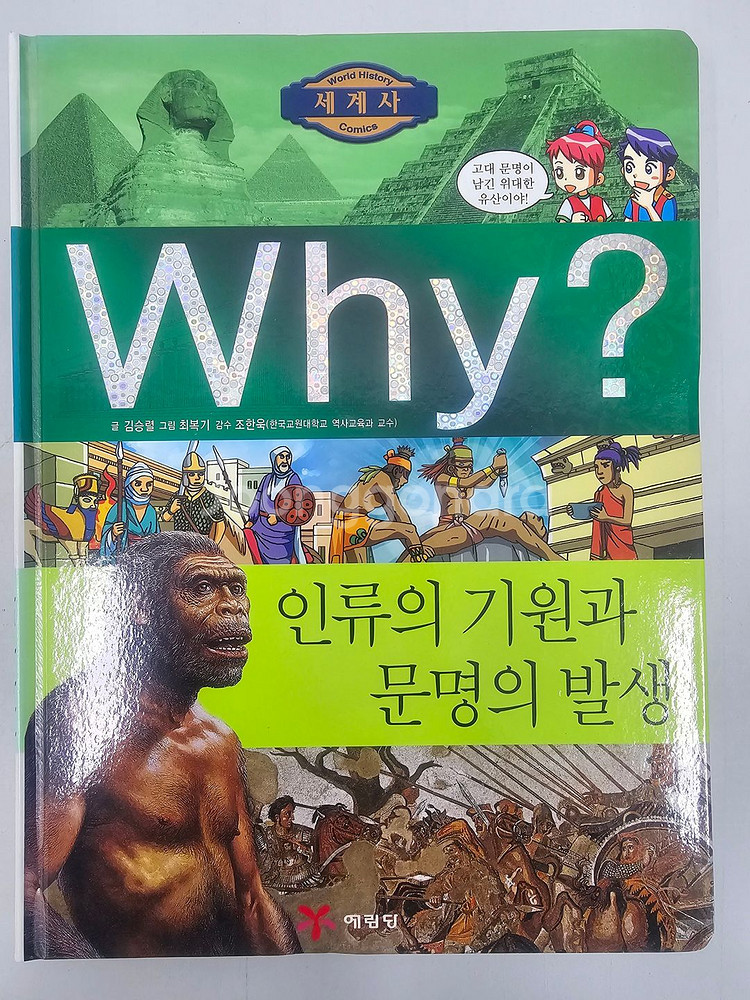 World History
세계사
Comics
고대 문명이
남긴 위대한
유산이야!
Why?
글 김승렬 그림 최복기 감수 조한욱(한국교원대학교 역사교육과 교수)
인류의 기원과
문명의 발생
예림당